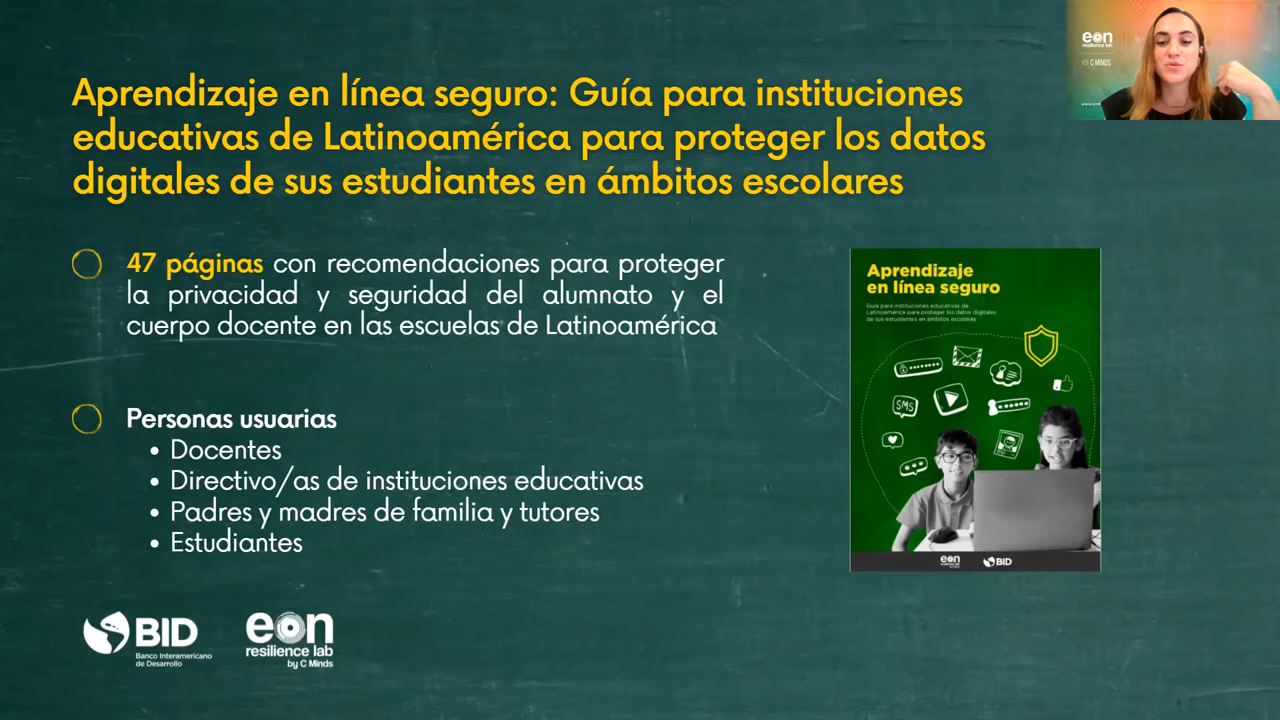 Aprendizaje en línea seguro: Guía para instituciones
educativas de Latinoamérica para proteger los datos
digitales de sus estudiantes en ámbitos escolares
47 páginas con recomendaciones para proteger
la privacidad y seguridad del alumnato y el
cuerpo docente en las escuelas de Latinoamérica
Personas usuarias
• Docentes
• Directivo/as de instituciones educativas
• Padres y madres de familia y tutores
• Estudiantes
BID
Banco Interamericano
de Desarrollo
eon
resilience lab
by C Minds
Aprendizaje
en línea seguro
Guía para instituciones educativas de
Latinoamérica para proteger los datos digitales
de sus estudiantes en ámbitos escolares
SMS
eon
BID
eon
resilience lab
C MINDS